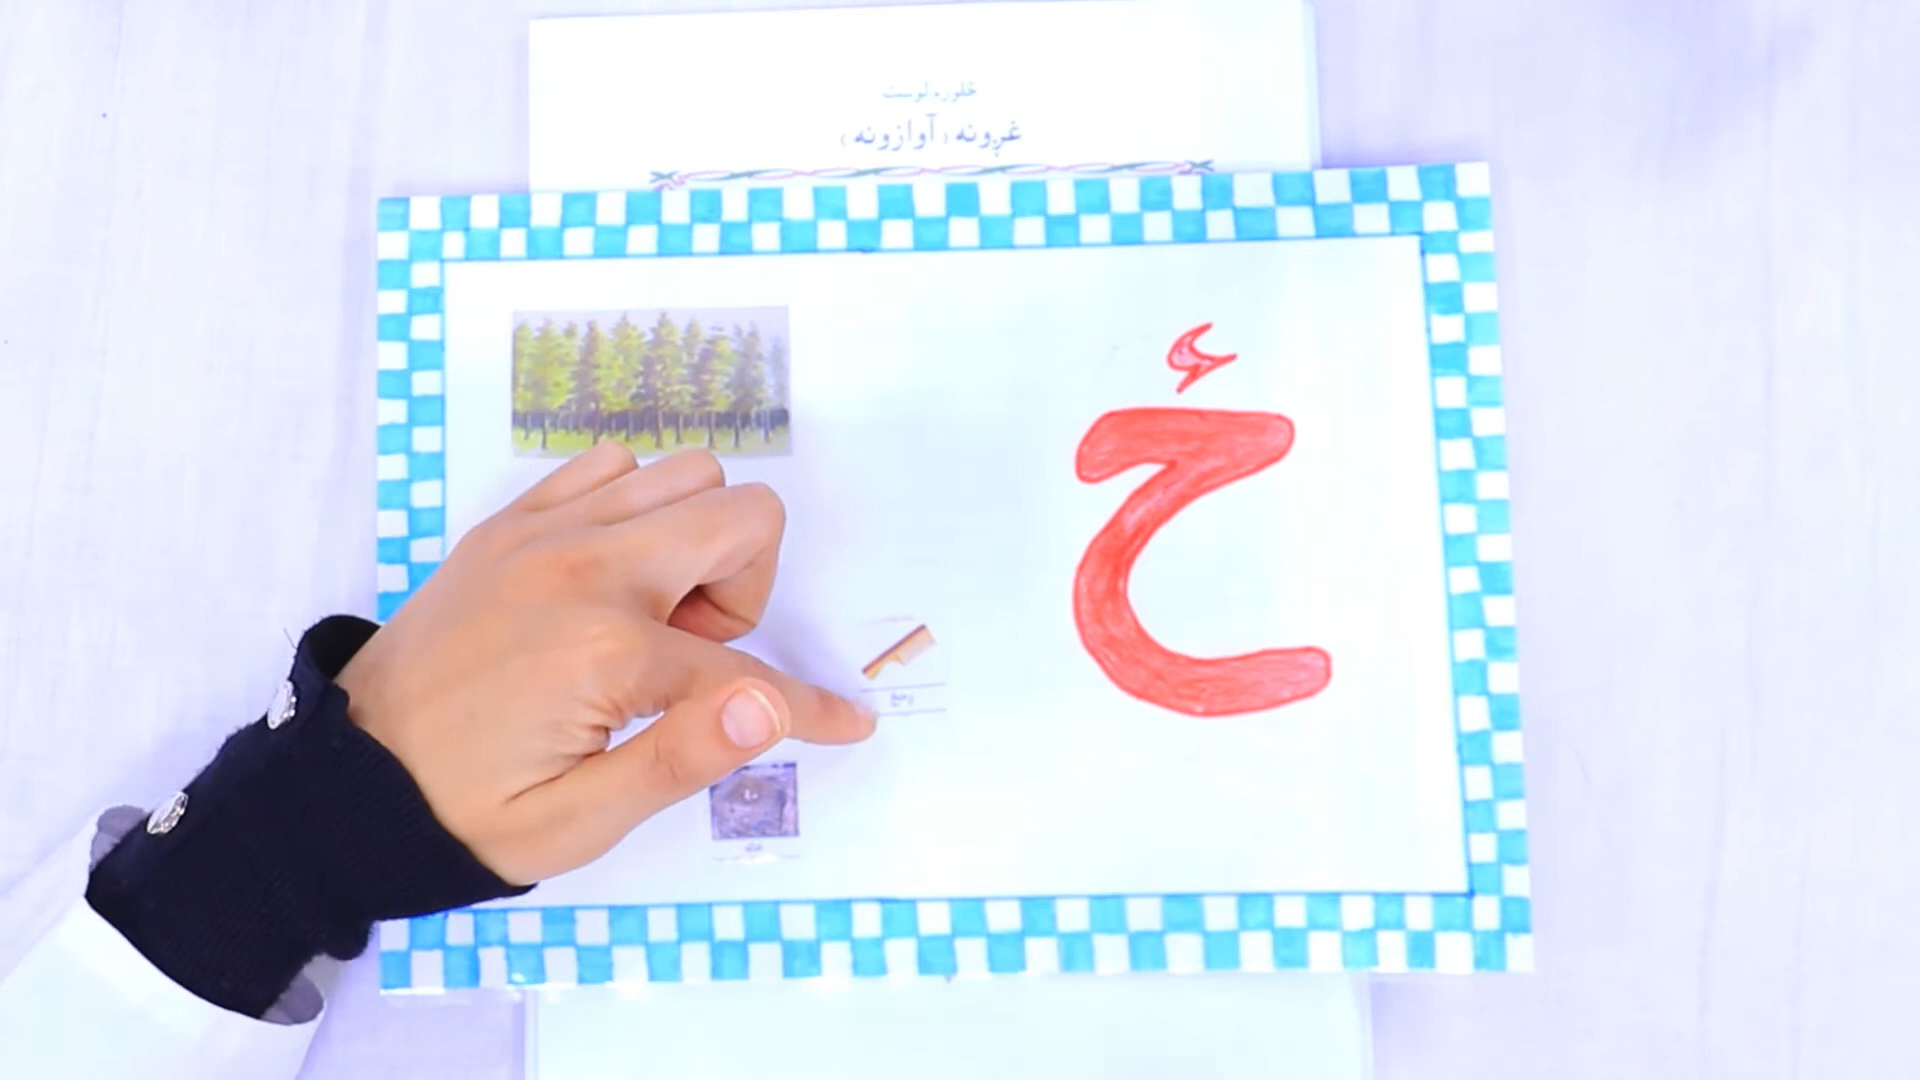 څلورم لوست
غږونه (آوازونه)
ځ
ږمنځ